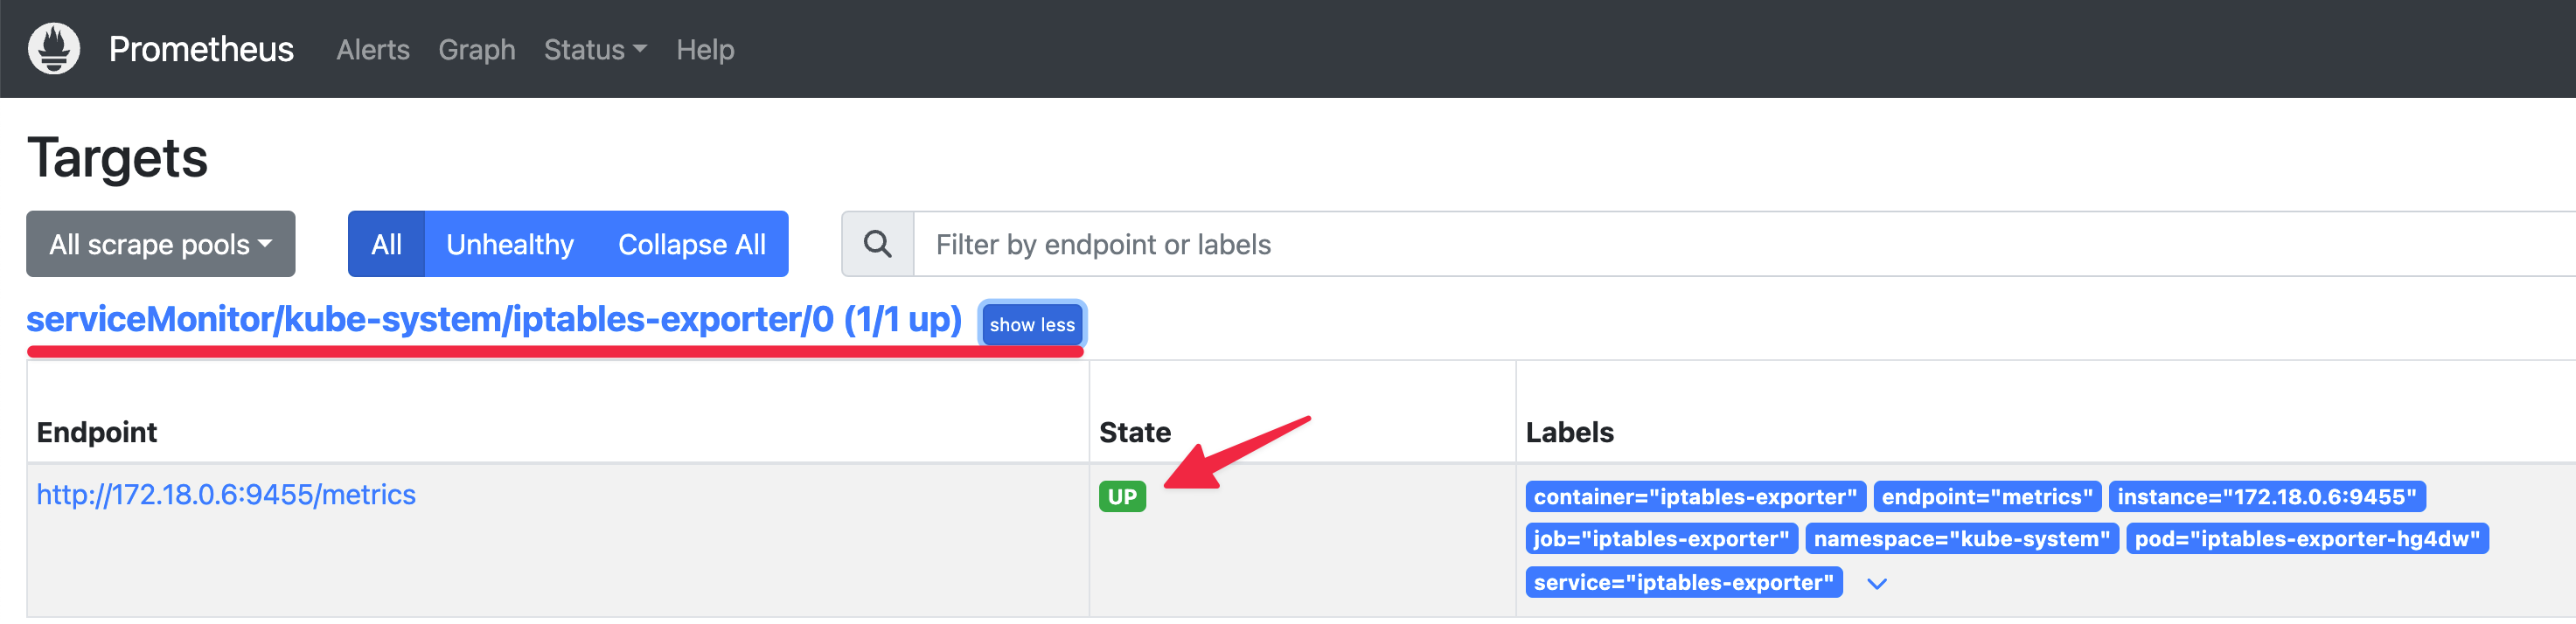 Prometheus Alerts Graph Status Help
Targets
All scrape pools All Unhealthy Collapse All Filter by endpoint or labels
serviceMonitor/kube-system/iptables-exporter/0 (1/1 up) show less
Endpoint State Labels
http://172.18.0.6:9455/metrics UP container="iptables-exporter" endpoint="metrics" instance="172.18.0.6:9455"
job="iptables-exporter" namespace="kube-system" pod="iptables-exporter-hg4dw"
service="iptables-exporter"